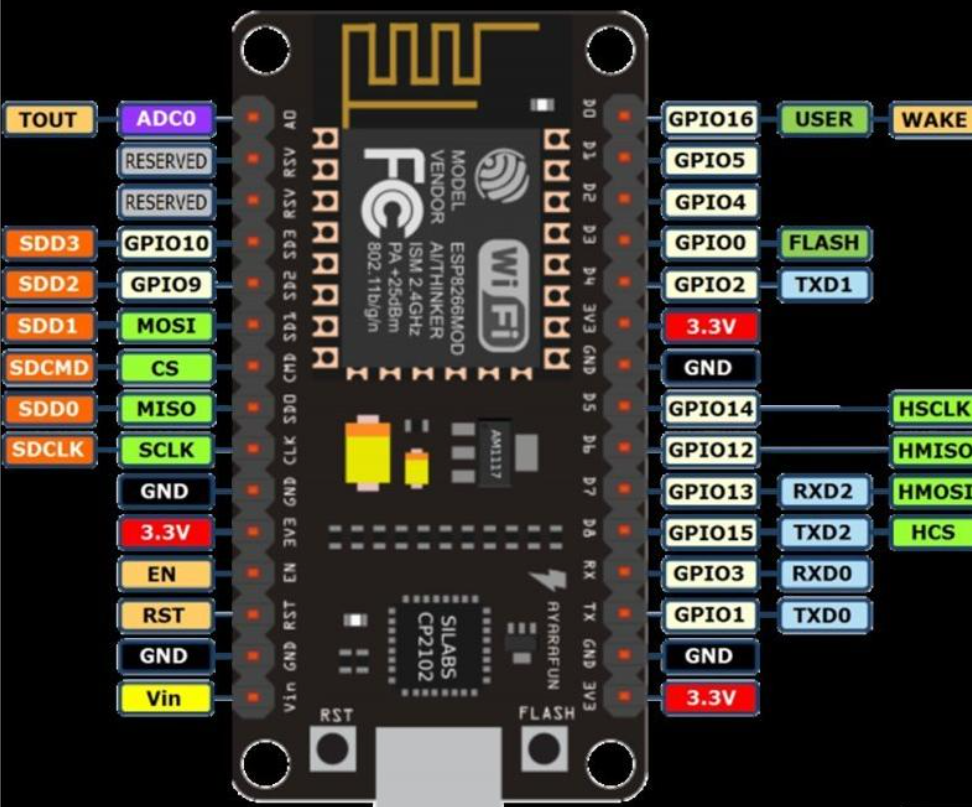 TOUT ADC0 A0 D0 GPIO16 USER WAKE
RESERVED RSV D1 GPIO5
RESERVED RSV D2 GPIO4
SDD3 GPIO10 SD3 D3 GPIO0 FLASH
SDD2 GPIO9 SD2 D4 GPIO2 TXD1
SDD1 MOSI SD1 3V3 3.3V
SDCMD CS CMD GND GND
SDD0 MISO SD0 D5 GPIO14 HSCLK
SDCLK SCLK CLK D6 GPIO12 HMISO
GND GND D7 GPIO13 RXD2 HMOSI
3.3V 3V3 D8 GPIO15 TXD2 HCS
EN EN RX GPIO3 RXD0
RST RST TX GPIO1 TXD0
GND GND GND GND
Vin Vin 3V3 3.3V
FC
MODEL
VENDOR
ESP8266MOD
AI/THINKER
ISM 2.4GHz
PA +25dBm
802.11b/g/n
WiFi
AM1117
SILABS
CP2102
AYARAFUN
RST
FLASH